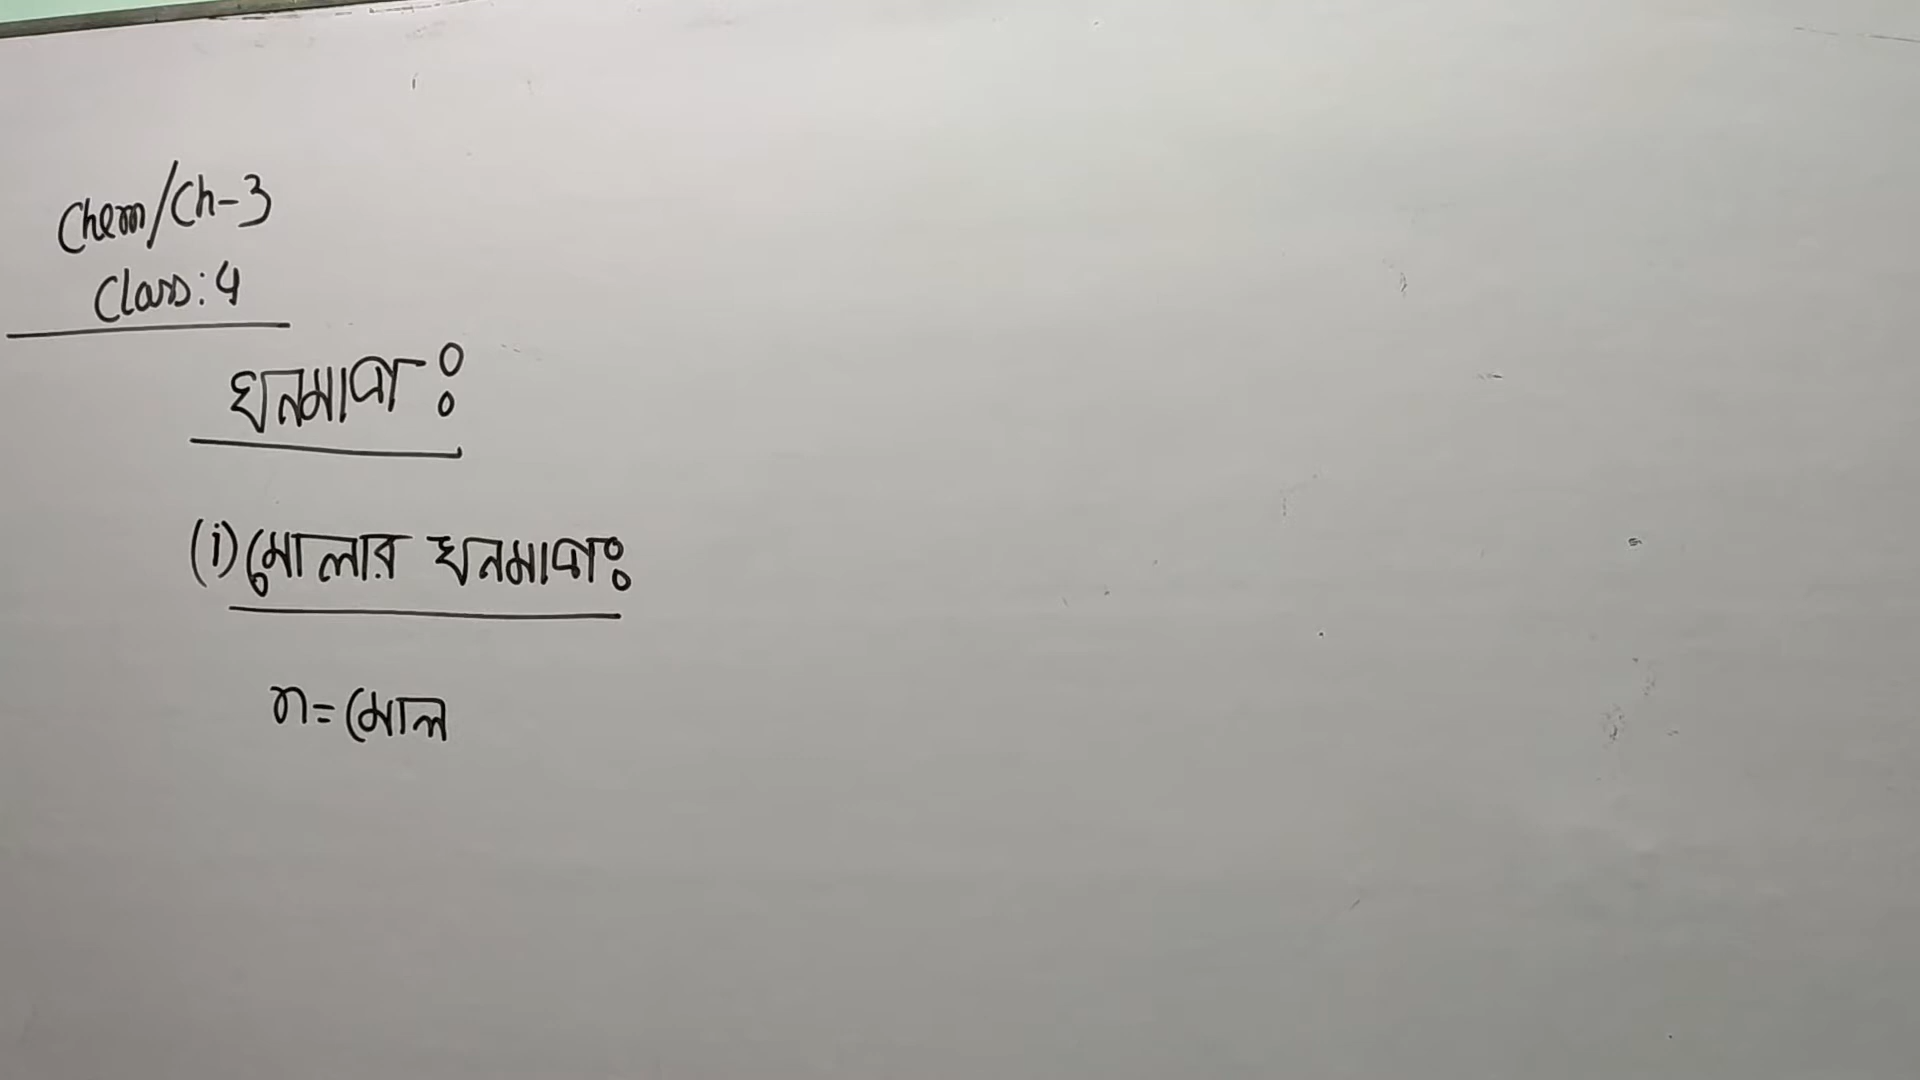 Chem/Ch-3
Class: 4
ঘনমাত্রা ঃ
(i) মোলার ঘনমাত্রাঃ
n = মোল